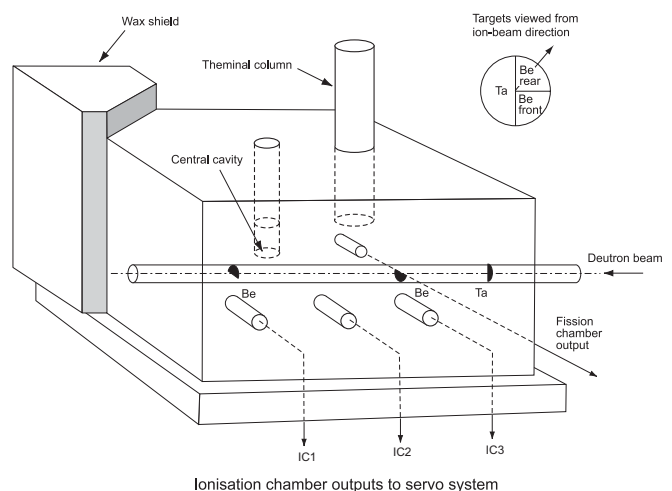 Wax shield
Targets viewed from
ion-beam direction
Theminal column
Be
rear
Ta
Be
front
Central cavity
Deutron beam
Be
Be
Ta
Fission
chamber
output
IC1
IC2
IC3
Ionisation chamber outputs to servo system